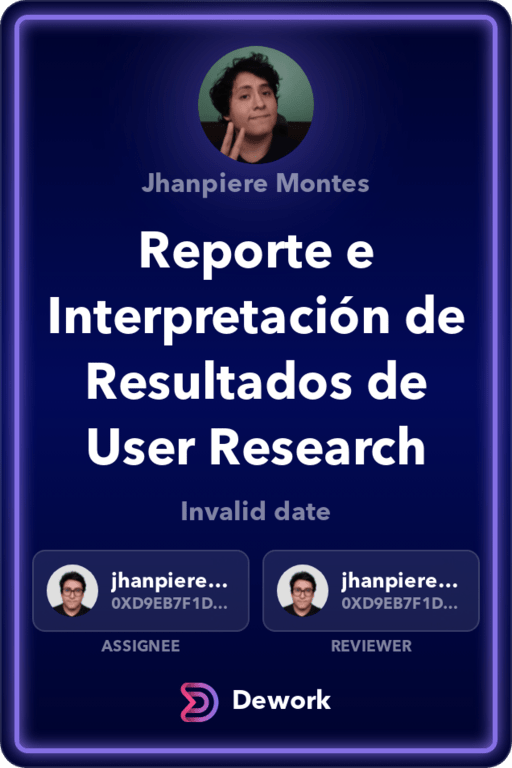 Jhanpiere Montes
Reporte e
Interpretación de
Resultados de
User Research
Invalid date
jhanpiere...
0XD9EB7F1D...
ASSIGNEE
jhanpiere...
0XD9EB7F1D...
REVIEWER
Dework